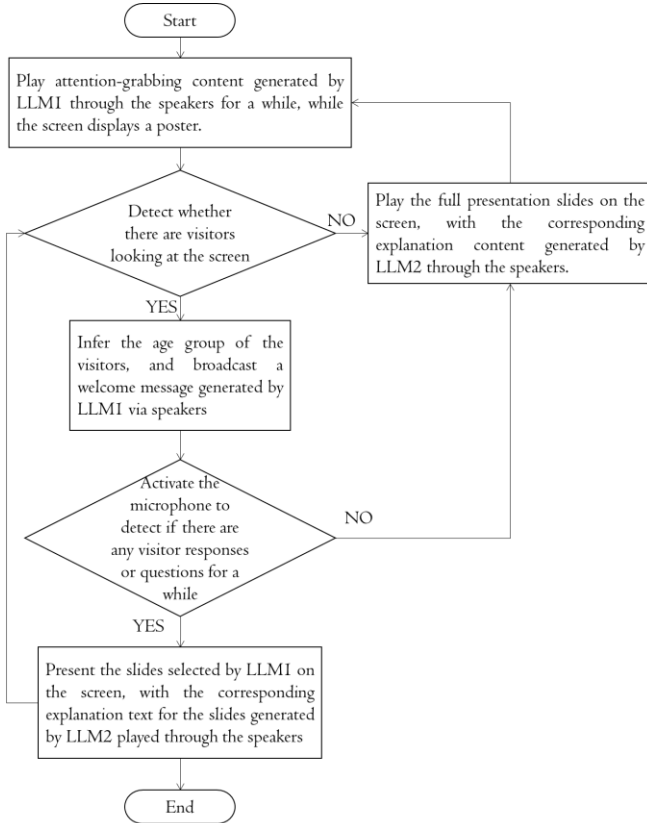 Start
Play attention-grabbing content generated by
LLM1 through the speakers for a while, while
the screen displays a poster.
Detect whether
there are visitors
looking at the screen
NO
Play the full presentation slides on the
screen, with the corresponding
explanation content generated by
LLM2 through the speakers.
YES
Infer the age group of the
visitors, and broadcast a
welcome message generated by
LLM1 via speakers
Activate the
microphone to
detect if there are
any visitor responses
or questions for a
while
NO
YES
Present the slides selected by LLM1 on
the screen, with the corresponding
explanation text for the slides generated
by LLM2 played through the speakers
End